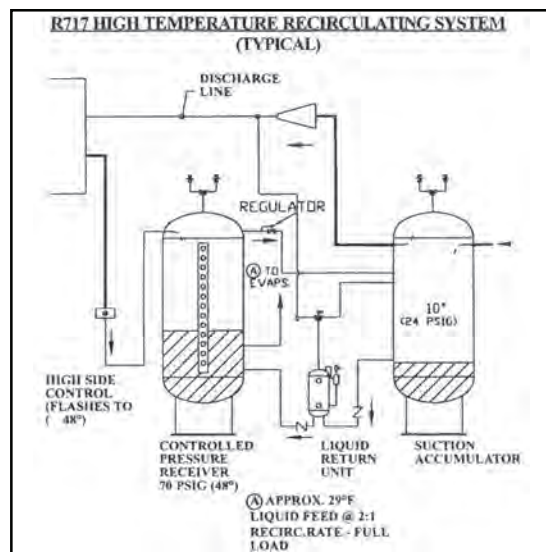 R717 HIGH TEMPERATURE RECIRCULATING SYSTEM
(TYPICAL)
DISCHARGE
LINE
REGULATOR
Ⓐ TO
EVAPS.
10°
(24 PSIG)
HIGH SIDE
CONTROL
(FLASHES TO
( 48°)
CONTROLLED
PRESSURE
RECEIVER
70 PSIG (48°)
LIQUID
RETURN
UNIT
SUCTION
ACCUMULATOR
Ⓐ APPROX. 29°F
LIQUID FEED @ 2:1
RECIRC.RATE - FULL
LOAD